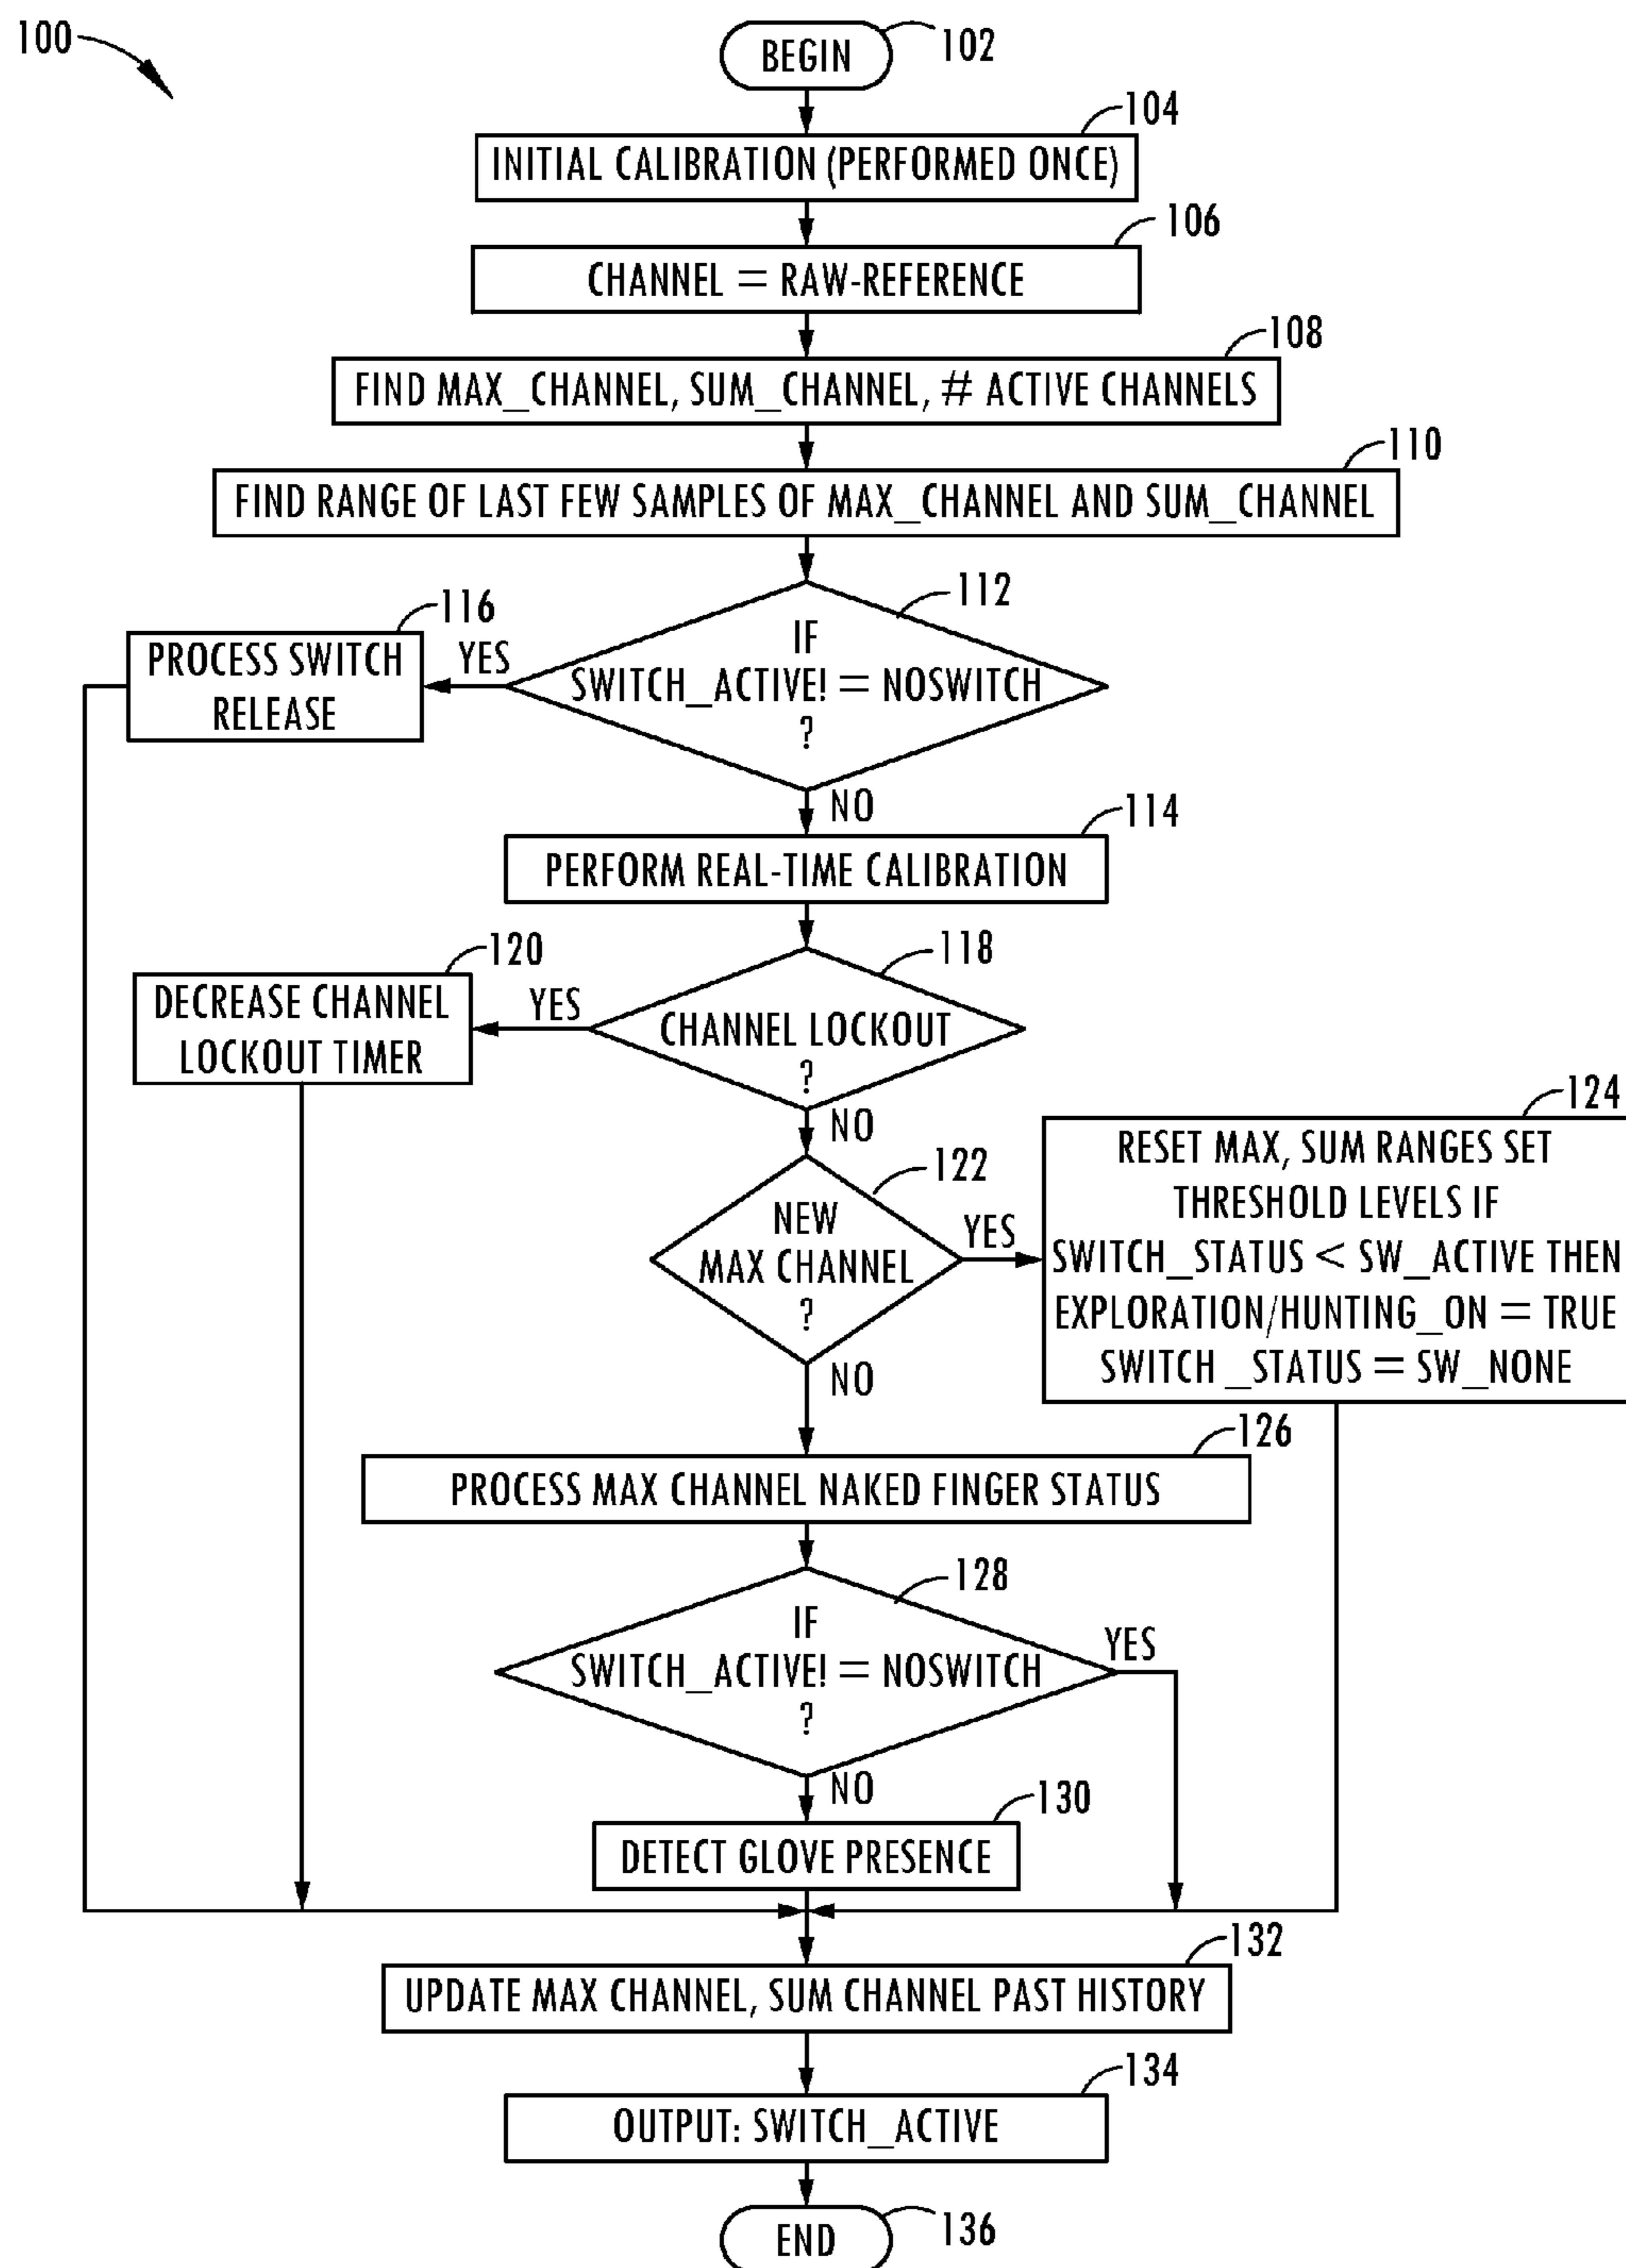 100
BEGIN
102
104
INITIAL CALIBRATION (PERFORMED ONCE)
106
CHANNEL = RAW-REFERENCE
108
FIND MAX_CHANNEL, SUM_CHANNEL, # ACTIVE CHANNELS
110
FIND RANGE OF LAST FEW SAMPLES OF MAX_CHANNEL AND SUM_CHANNEL
112
IF
SWITCH_ACTIVE! = NOSWITCH
?
116
YES
PROCESS SWITCH
RELEASE
NO
114
PERFORM REAL-TIME CALIBRATION
118
CHANNEL LOCKOUT
?
120
YES
DECREASE CHANNEL
LOCKOUT TIMER
NO
122
NEW
MAX CHANNEL
?
YES
124
RESET MAX, SUM RANGES SET
THRESHOLD LEVELS IF
SWITCH_STATUS < SW_ACTIVE THEN
EXPLORATION/HUNTING_ON = TRUE
SWITCH _STATUS = SW_NONE
NO
126
PROCESS MAX CHANNEL NAKED FINGER STATUS
128
IF
SWITCH_ACTIVE! = NOSWITCH
?
YES
NO
130
DETECT GLOVE PRESENCE
132
UPDATE MAX CHANNEL, SUM CHANNEL PAST HISTORY
134
OUTPUT: SWITCH_ACTIVE
END
136